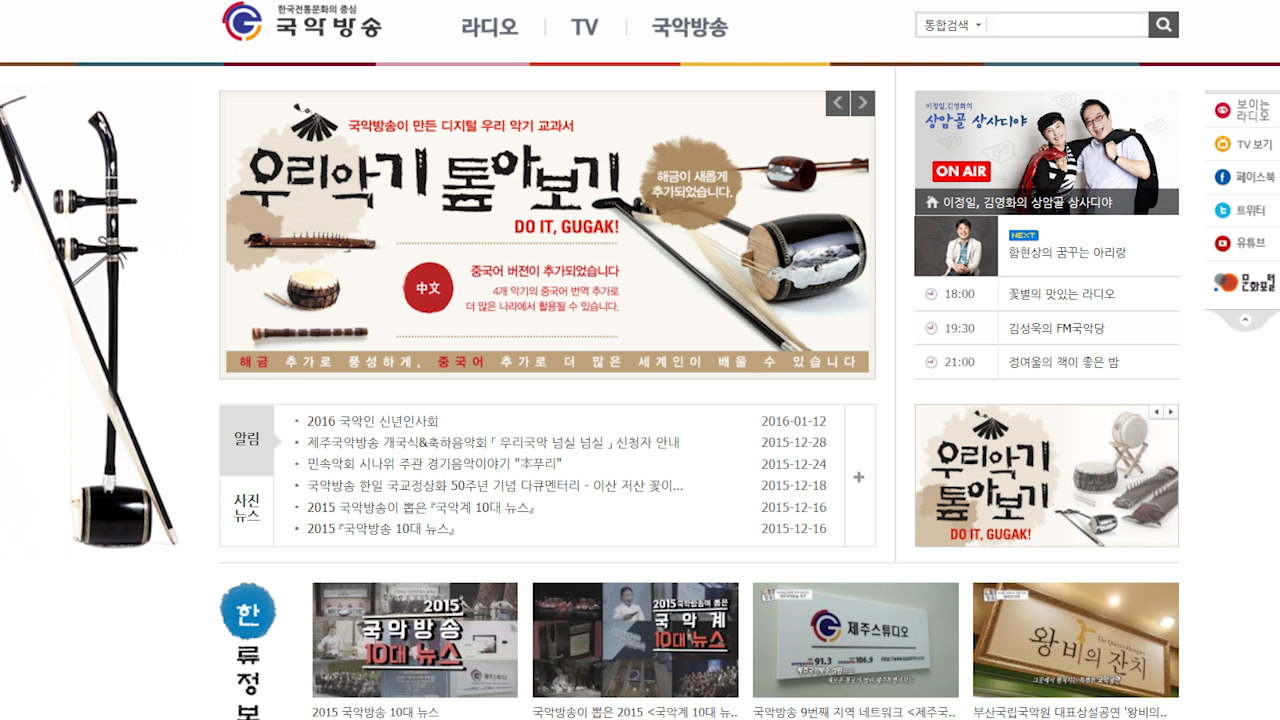 한국전통문화의 중심
국악방송
라디오
TV
국악방송
통합검색
국악방송이 만든 디지털 우리 악기 교과서
우리악기 톺아보기
DO IT, GUGAK!
해금이 새롭게
추가되었습니다.
中文
중국어 버젼이 추가되었습니다
4개 악기의 중국어 번역 추가로
더 많은 나라에서 활용될 수 있습니다.
해금 추가로 풍성하게, 중국어 추가로 더 많은 세계인이 배울 수 있습니다
이정일, 김영화의
상암골 상사디야
ON AIR
이정일, 김영화의 상암골 상사디야
NEXT
함현상의 꿈꾸는 아리랑
18:00 꽃별의 맛있는 라디오
19:30 김성욱의 FM국악당
21:00 정여울의 책이 좋은 밤
보이는
라디오
TV 보기
페이스북
트위터
유튜브
문화포털
알림
사진
뉴스
2016 국악인 신년인사회 2016-01-12
제주국악방송 개국식&축하음악회「 우리국악 넘실 넘실 」신청자 안내 2015-12-28
민속악회 시나위 주관 경기음악이야기 "本푸리" 2015-12-24
국악방송 한일 국교정상화 50주년 기념 다큐멘터리 - 이산 저산 꽃이... 2015-12-18
2015 국악방송이 뽑은『국악계 10대 뉴스』 2015-12-16
2015『국악방송 10대 뉴스』 2015-12-16
우리악기
톺아보기
DO IT, GUGAK!
한
류
정
보
2015
국악방송
10대 뉴스
2015 국악방송 10대 뉴스
2015 국악방송이 뽑은
국악계
10대 뉴스
국악방송이 뽑은 2015 <국악계 10대 뉴..
제주스튜디오
91.3
106.9
국악방송 9번째 지역 네트워크 <제주국..
왕비의 잔치
The Queen's Banquet
부산국립국악원 대표상설공연 '왕비의..